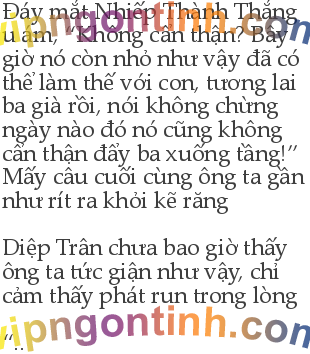 Đáy mắt Nhiếp Thành Thắng
u ám, “Không cẩn thận? Bây
giờ nó còn nhỏ như vậy đã có
thể làm thế với con, tương lai
ba già rồi, nói không chừng
ngày nào đó nó cũng không
cẩn thận đẩy ba xuống tầng!”
Mấy câu cuối cùng ông ta gần
như rít ra khỏi kẽ răng
Diệp Trân chưa bao giờ thấy
ông ta tức giận như vậy, chỉ
cảm thấy phát run trong lòng
“..
vipngontinh.com
vipngontinh.com